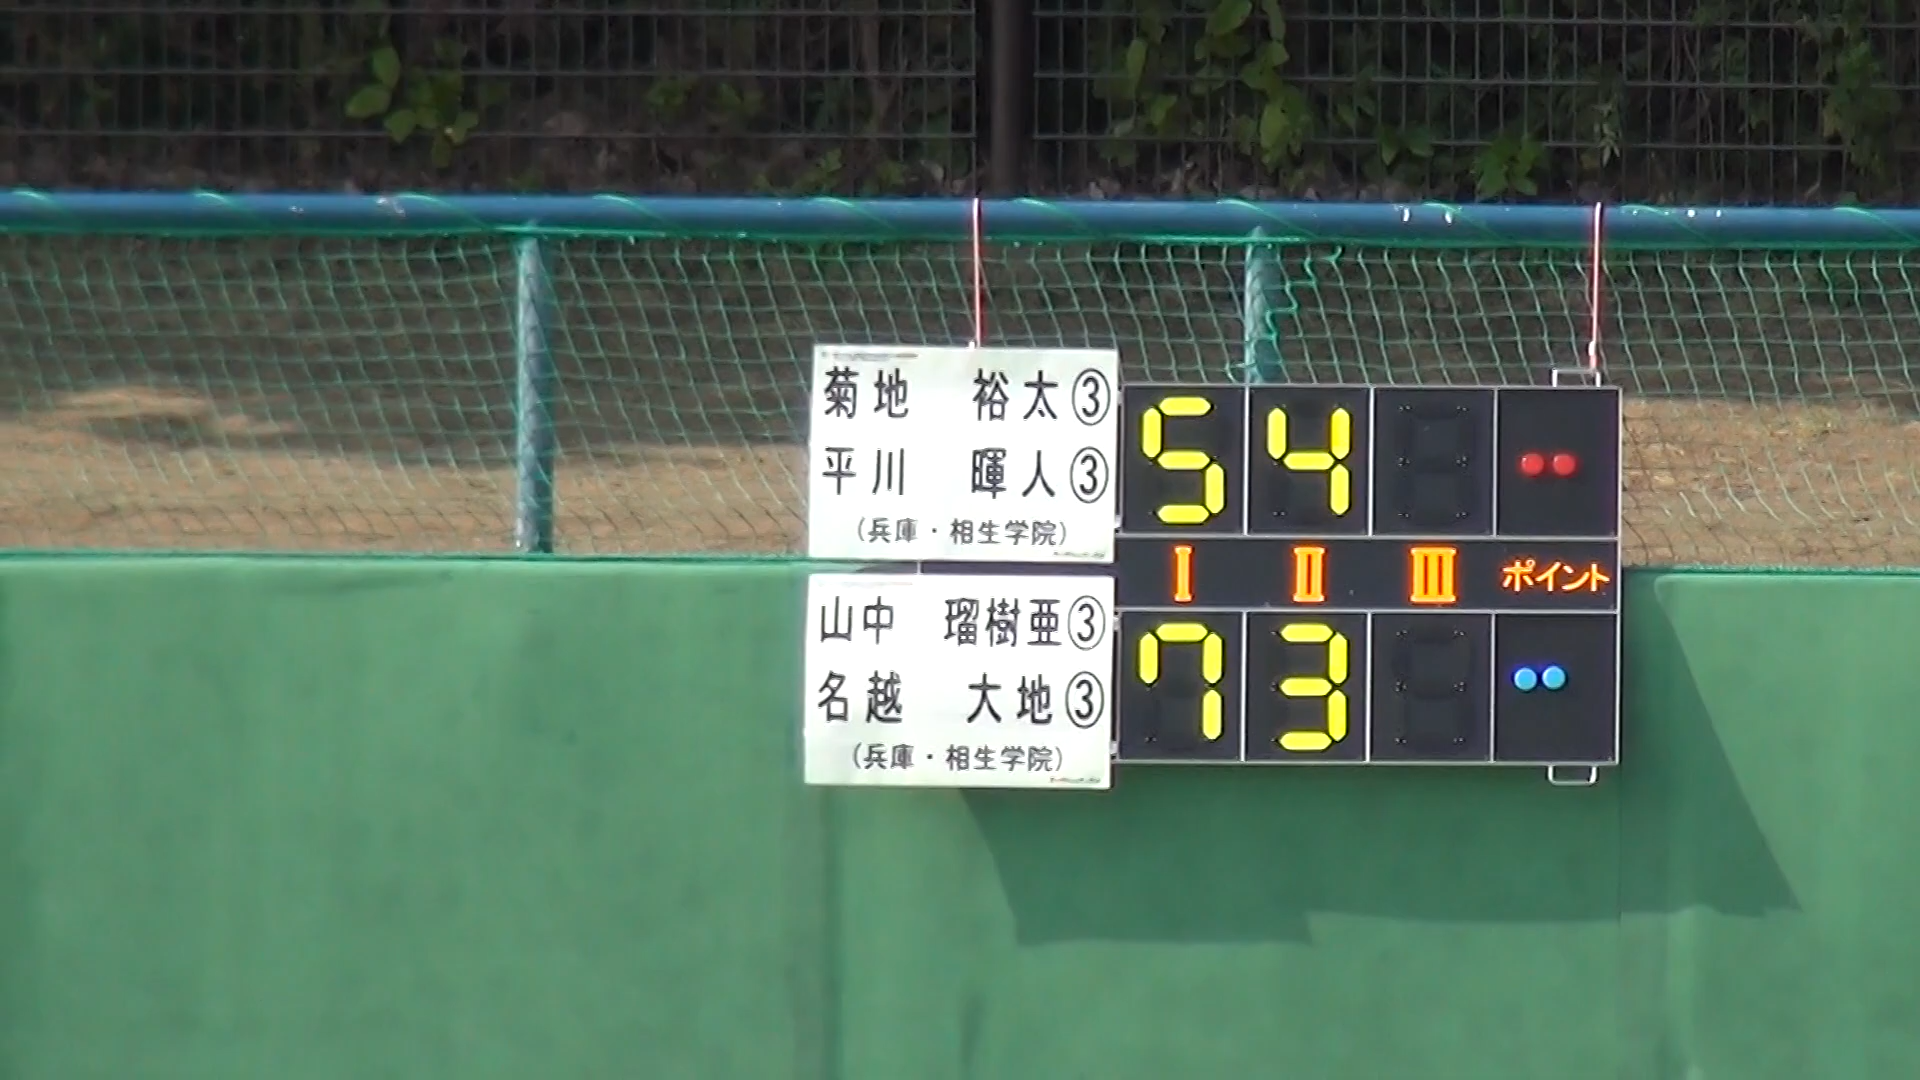 菊地 裕太③ 5 4
平川 暉人③
(兵庫・相生学院)
I II III ポイント
山中 瑠樹亜③ 7 3
名越 大地③
(兵庫・相生学院)